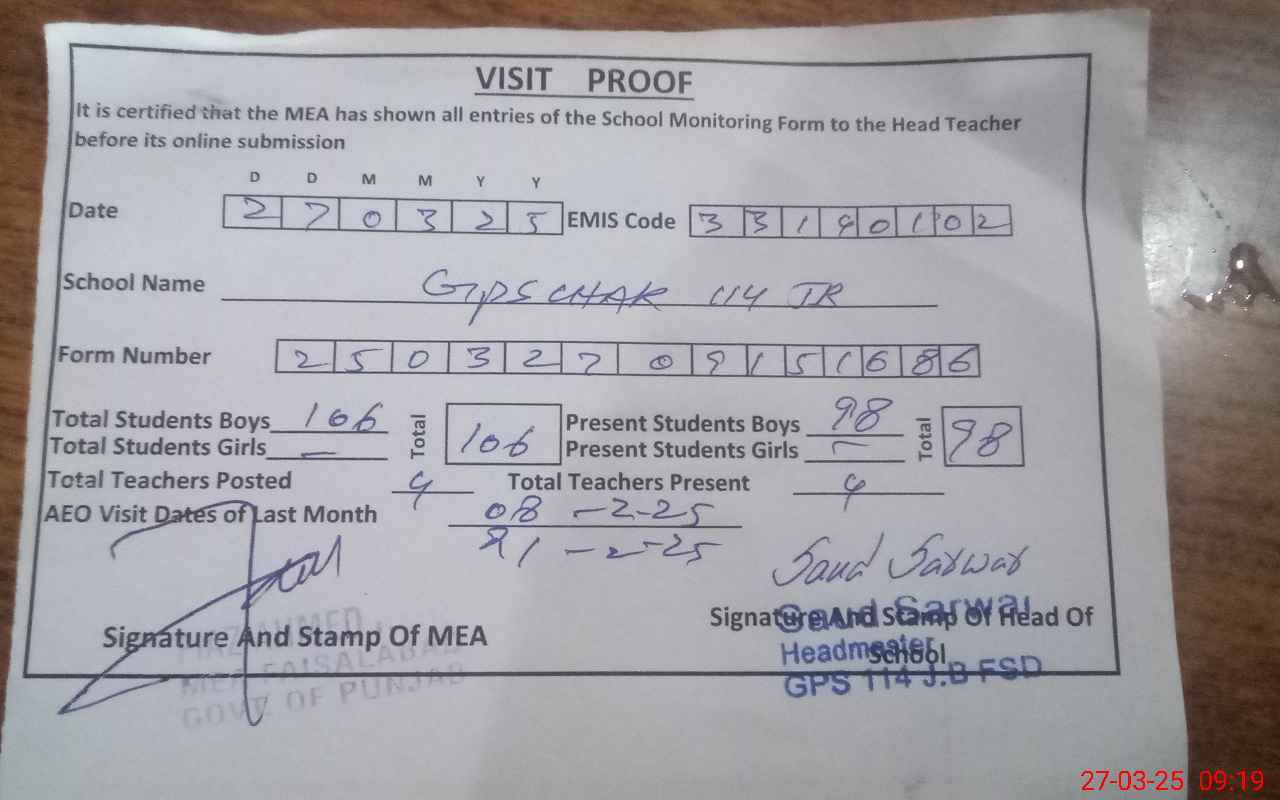 VISIT PROOF
It is certified that the MEA has shown all entries of the School Monitoring Form to the Head Teacher
before its online submission
D D M M Y Y
Date 2 7 0 3 2 5 EMIS Code 3 3 1 4 0 1 0 2
School Name GPS CHAK 114 JB
Form Number 2 5 0 3 2 7 0 9 1 5 1 6 8 6
Total Students Boys 106 Total 106 Present Students Boys 98 Total 98
Total Students Girls — Present Students Girls —
Total Teachers Posted 4 Total Teachers Present 4
AEO Visit Dates of Last Month 08-2-25
21-2-25
Saud Sarwar
Signature And Stamp Of MEA
Signature And Stamp Of Head Of
School
Saud Sarwar
Headmaster
GPS 114 J.B FSD
AHMED
MEA FAISALABAD
GOVT OF PUNJAB
27-03-25 09:19